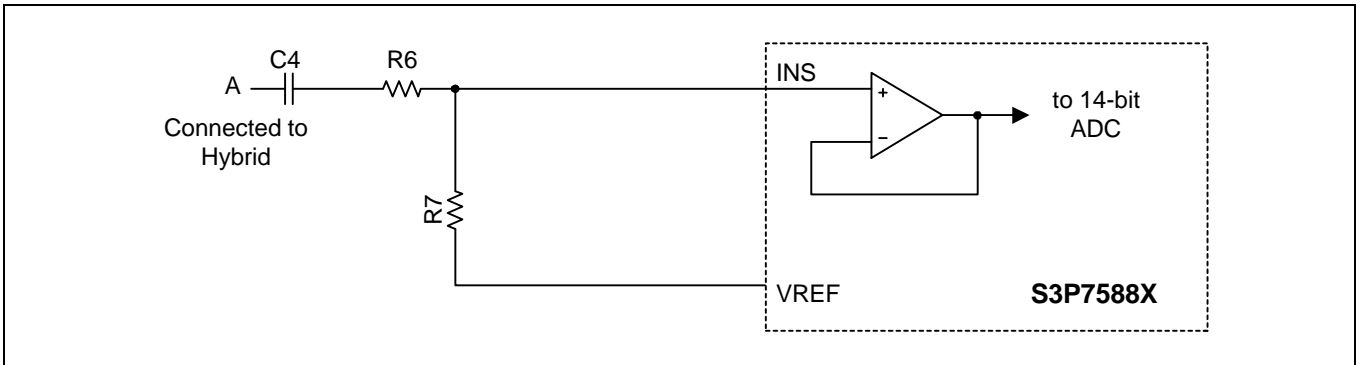 C4
R6
A
Connected to
Hybrid
R7
INS
+
−
to 14-bit
ADC
VREF
S3P7588X